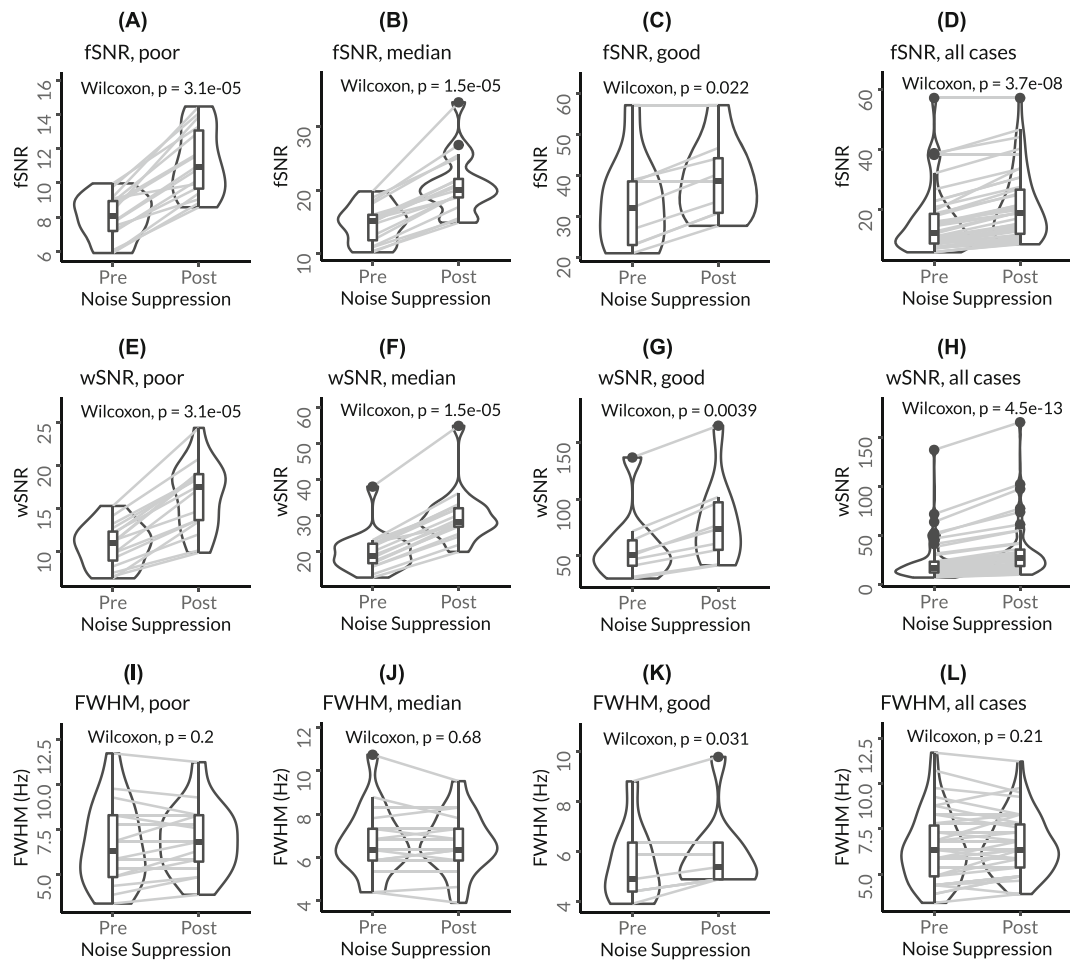 (A)
fSNR, poor
Wilcoxon, p = 3.1e-05
fSNR
16
14
12
10
8
6
Pre Post
Noise Suppression
(B)
fSNR, median
Wilcoxon, p = 1.5e-05
fSNR
30
20
10
Pre Post
Noise Suppression
(C)
fSNR, good
Wilcoxon, p = 0.022
fSNR
60
50
40
30
20
Pre Post
Noise Suppression
(D)
fSNR, all cases
Wilcoxon, p = 3.7e-08
fSNR
60
40
20
Pre Post
Noise Suppression
(E)
wSNR, poor
Wilcoxon, p = 3.1e-05
wSNR
25
20
15
10
Pre Post
Noise Suppression
(F)
wSNR, median
Wilcoxon, p = 1.5e-05
wSNR
60
50
40
30
20
Pre Post
Noise Suppression
(G)
wSNR, good
Wilcoxon, p = 0.0039
wSNR
150
100
50
Pre Post
Noise Suppression
(H)
wSNR, all cases
Wilcoxon, p = 4.5e-13
wSNR
150
100
50
0
Pre Post
Noise Suppression
(I)
FWHM, poor
Wilcoxon, p = 0.2
FWHM (Hz)
12.5
10.0
7.5
5.0
Pre Post
Noise Suppression
(J)
FWHM, median
Wilcoxon, p = 0.68
FWHM (Hz)
12
10
8
6
4
Pre Post
Noise Suppression
(K)
FWHM, good
Wilcoxon, p = 0.031
FWHM (Hz)
10
8
6
4
Pre Post
Noise Suppression
(L)
FWHM, all cases
Wilcoxon, p = 0.21
FWHM (Hz)
12.5
10.0
7.5
5.0
Pre Post
Noise Suppression